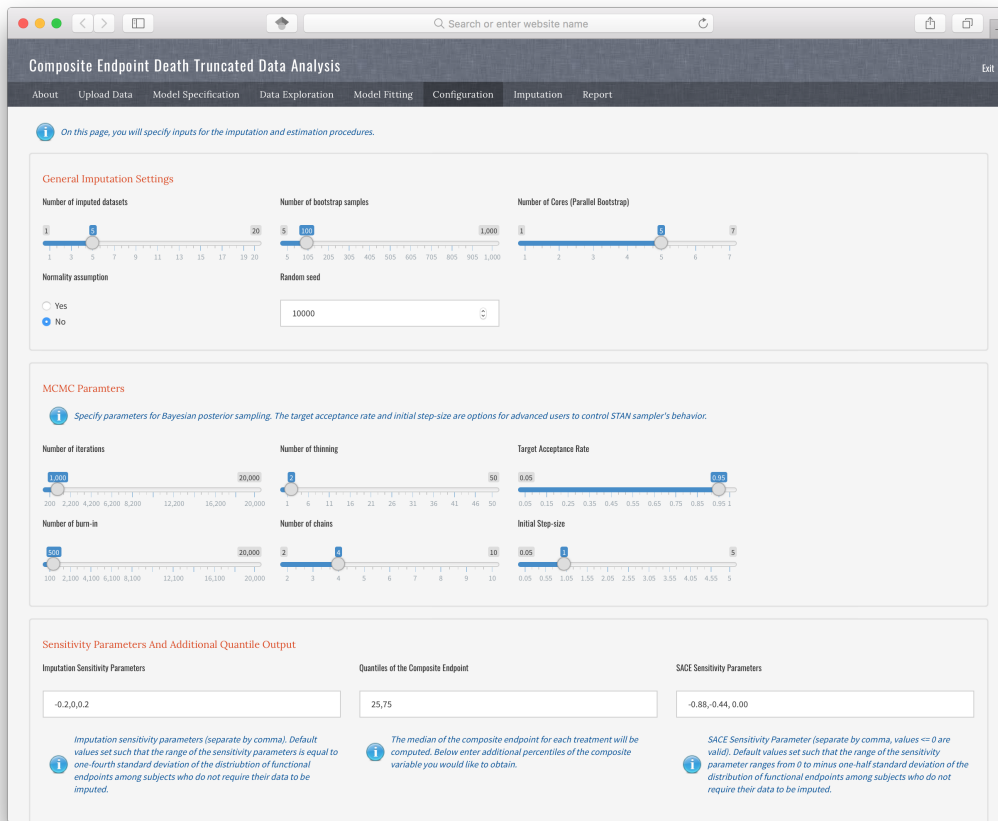 Search or enter website name
Composite Endpoint Death Truncated Data Analysis
Exit
About Upload Data Model Specification Data Exploration Model Fitting Configuration Imputation Report
On this page, you will specify inputs for the imputation and estimation procedures.
General Imputation Settings
Number of imputed datasets Number of bootstrap samples Number of Cores (Parallel Bootstrap)
1 5 20 5 100 1,000 1 5 7
1 3 5 7 9 11 13 15 17 19 20 5 105 205 305 405 505 605 705 805 905 1,000 1 2 3 4 5 6 7
Normality assumption Random seed
Yes
10000
No
MCMC Paramters
Specify parameters for Bayesian posterior sampling. The target acceptance rate and initial step-size are options for advanced users to control STAN sampler's behavior.
Number of iterations Number of thinning Target Acceptance Rate
1,000 20,000 2 50 0.05 0.95
200 2,200 4,200 6,200 8,200 12,200 16,200 20,000 1 6 11 16 21 26 31 36 41 46 50 0.05 0.15 0.25 0.35 0.45 0.55 0.65 0.75 0.85 0.95 1
Number of burn-in Number of chains Initial Step-size
500 20,000 2 4 10 0.05 1 5
100 2,100 4,100 6,100 8,100 12,100 16,100 20,000 2 3 4 5 6 7 8 9 10 0.05 0.55 1.05 1.55 2.05 2.55 3.05 3.55 4.05 4.55 5
Sensitivity Parameters And Additional Quantile Output
Imputation Sensitivity Parameters Quantiles of the Composite Endpoint SACE Sensitivity Parameters
-0.2,0,0.2 25,75 -0.88,-0.44, 0.00
Imputation sensitivity parameters (separate by comma). Default
values set such that the range of the sensitivity parameters is equal to
one-fourth standard deviation of the distriubtion of functional
endpoints among subjects who do not require their data to be
imputed.
The median of the composite endpoint for each treatment will be
computed. Below enter additional percentiles of the composite
variable you would like to obtain.
SACE Sensitivity Parameter (separate by comma, values <= 0 are
valid). Default values set such that the range of the sensitivity
parameter ranges from 0 to minus one-half standard deviation of the
distribution of functional endpoints among subjects who do not
require their data to be imputed.